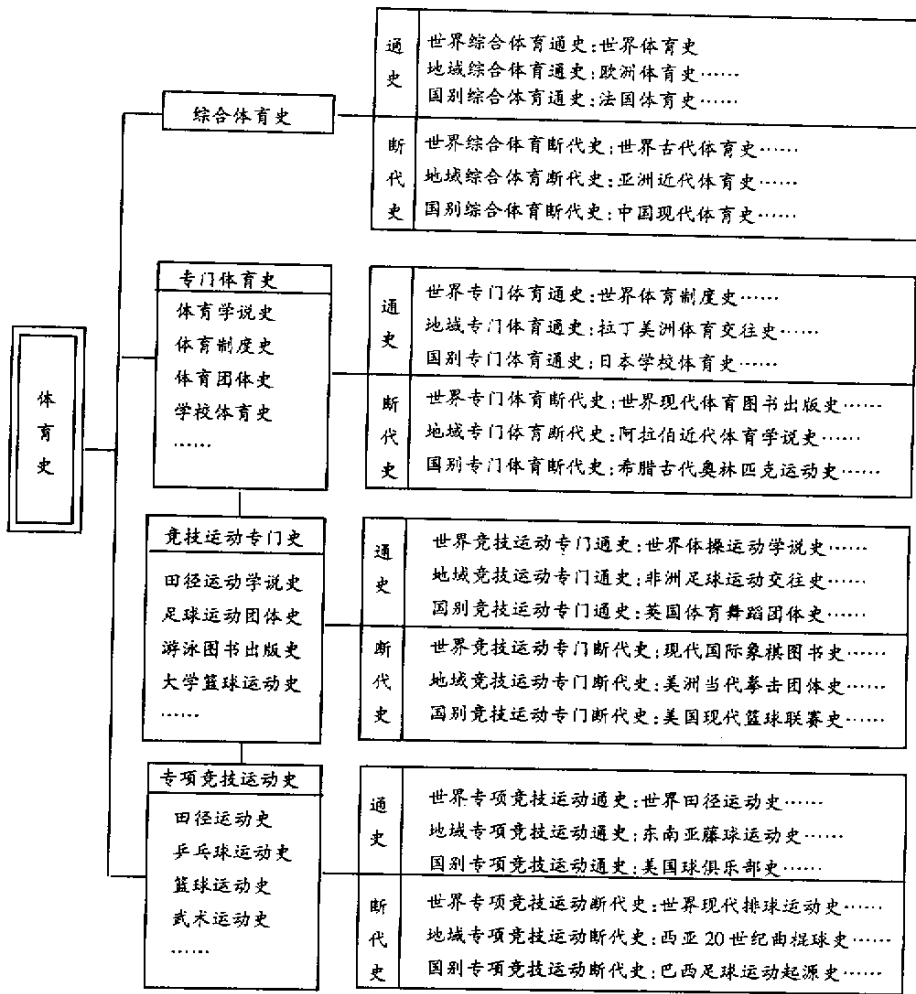 体育史
综合体育史
通史
世界综合体育通史:世界体育史
地域综合体育通史:欧洲体育史……
国别综合体育通史:法国体育史……
断代史
世界综合体育断代史:世界古代体育史……
地域综合体育断代史:亚洲近代体育史……
国别综合体育断代史:中国现代体育史……
专门体育史
体育学说史
体育制度史
体育团体史
学校体育史
……
通史
世界专门体育通史:世界体育制度史……
地域专门体育通史:拉丁美洲体育交往史……
国别专门体育通史:日本学校体育史……
断代史
世界专门体育断代史:世界现代体育图书出版史……
地域专门体育断代史:阿拉伯近代体育学说史……
国别专门体育断代史:希腊古代奥林匹克运动史……
竞技运动专门史
田径运动学说史
足球运动团体史
游泳图书出版史
大学篮球运动史
……
通史
世界竞技运动专门通史:世界体操运动学说史……
地域竞技运动专门通史:非洲足球运动交往史……
国别竞技运动专门通史:英国体育舞蹈团体史……
断代史
世界竞技运动专门断代史:现代国际象棋图书史……
地域竞技运动专门断代史:美洲当代拳击团体史……
国别竞技运动专门断代史:美国现代篮球联赛史……
专项竞技运动史
田径运动史
乒乓球运动史
篮球运动史
武术运动史
……
通史
世界专项竞技运动通史:世界田径运动史……
地域专项竞技运动通史:东南亚藤球运动史……
国别专项竞技运动通史:美国球俱乐部史……
断代史
世界专项竞技运动断代史:世界现代排球运动史……
地域专项竞技运动断代史:西亚20世纪曲棍球史……
国别专项竞技运动断代史:巴西足球运动起源史……